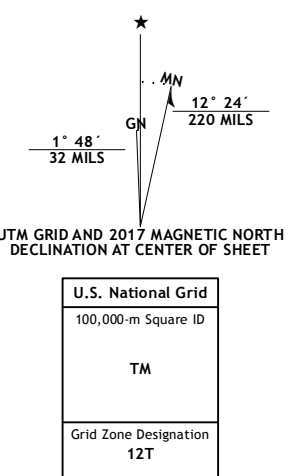 ★
MN
GN
12° 24´
220 MILS
1° 48´
32 MILS
UTM GRID AND 2017 MAGNETIC NORTH
DECLINATION AT CENTER OF SHEET
U.S. National Grid
100,000-m Square ID
TM
Grid Zone Designation
12T